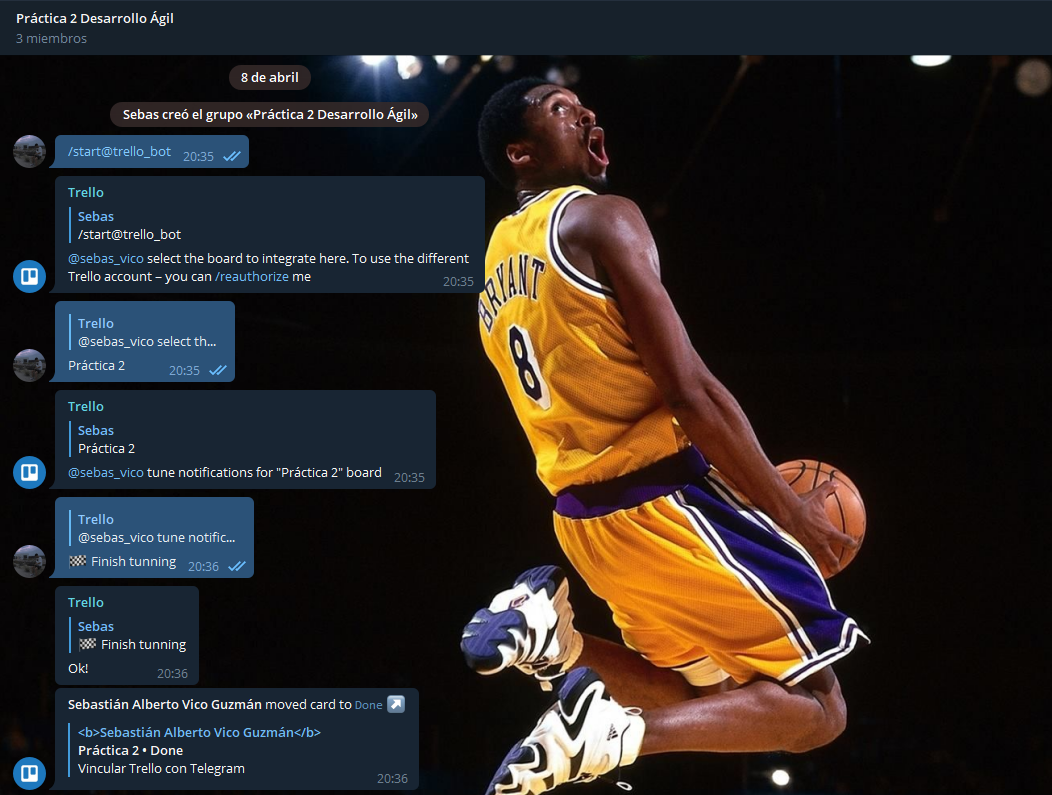 Práctica 2 Desarrollo Ágil
3 miembros
8 de abril
Sebas creó el grupo «Práctica 2 Desarrollo Ágil»
/start@trello_bot 20:35
Trello
Sebas
/start@trello_bot
@sebas_vico select the board to integrate here. To use the different
Trello account – you can /reauthorize me
20:35
Trello
@sebas_vico select th...
Práctica 2 20:35
Trello
Sebas
Práctica 2
@sebas_vico tune notifications for "Práctica 2" board 20:35
Trello
@sebas_vico tune notific...
Finish tunning 20:36
Trello
Sebas
Finish tunning
Ok! 20:36
Sebastián Alberto Vico Guzmán moved card to Done
<b>Sebastián Alberto Vico Guzmán</b>
Práctica 2 • Done
Vincular Trello con Telegram
20:36
BRYANT
8